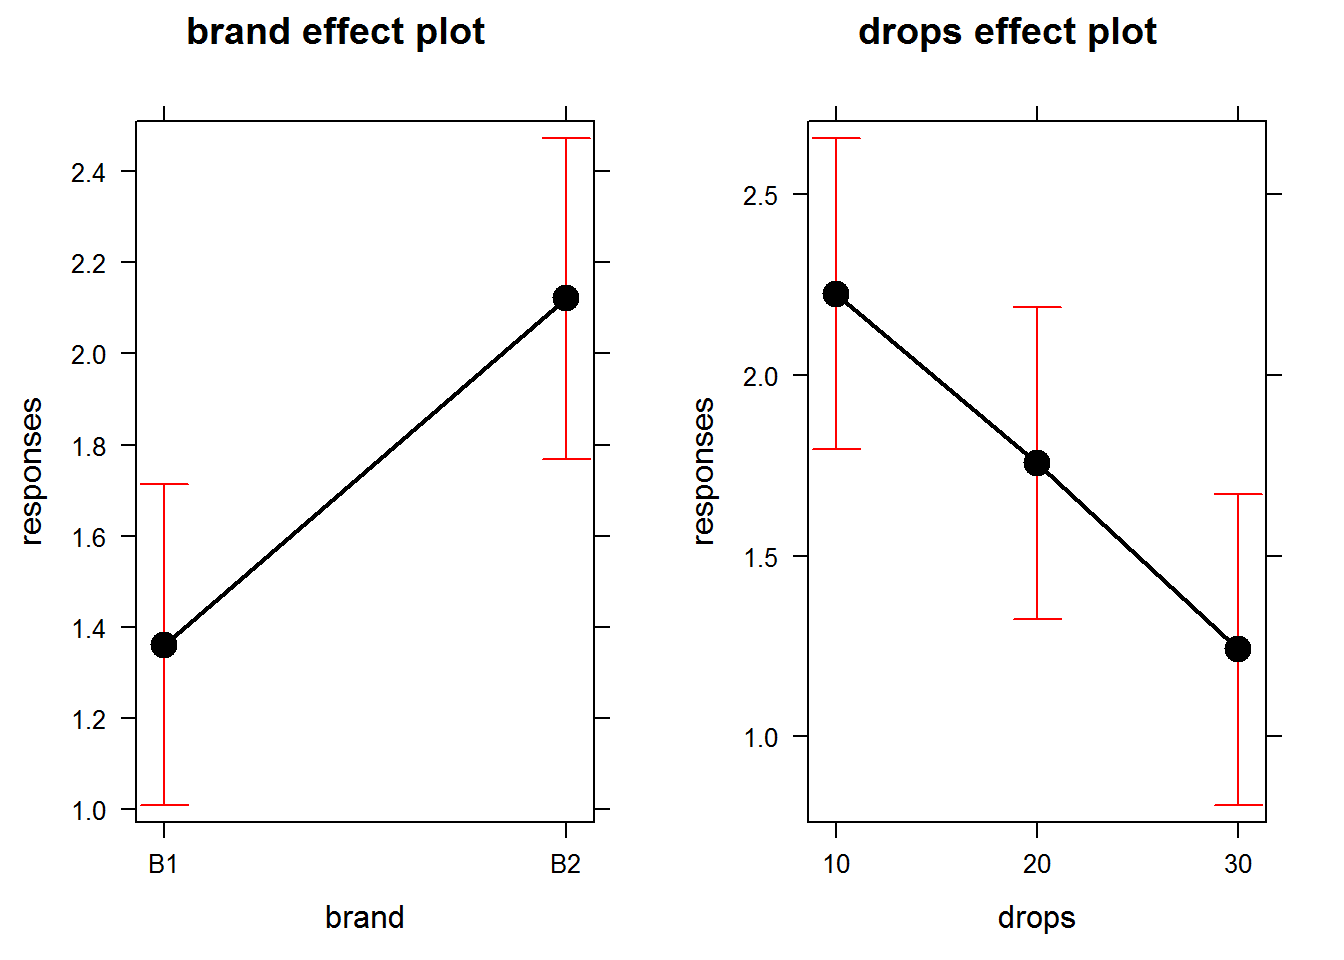 brand effect plot
responses
2.4
2.2
2.0
1.8
1.6
1.4
1.2
1.0
B1 B2
brand
drops effect plot
responses
2.5
2.0
1.5
1.0
10 20 30
drops